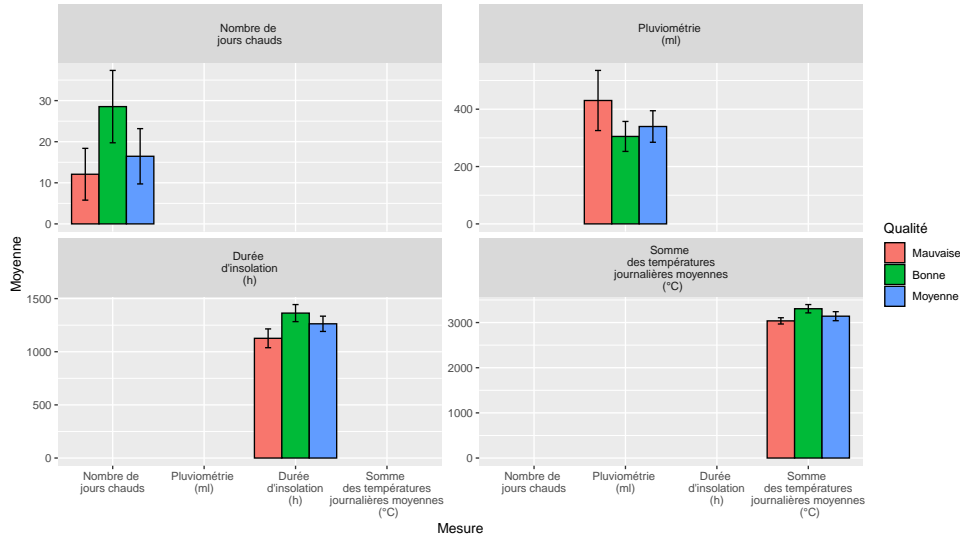 Nombre de
jours chauds
Pluviométrie
(ml)
30
20
10
0
400
200
0
Durée
d'insolation
(h)
Somme
des températures
journalières moyennes
(°C)
1500
1000
500
0
3000
2000
1000
0
Nombre de
jours chauds
Pluviométrie
(ml)
Durée
d'insolation
(h)
Somme
des températures
journalières moyennes
(°C)
Nombre de
jours chauds
Pluviométrie
(ml)
Durée
d'insolation
(h)
Somme
des températures
journalières moyennes
(°C)
Mesure
Moyenne
Qualité
Mauvaise
Bonne
Moyenne